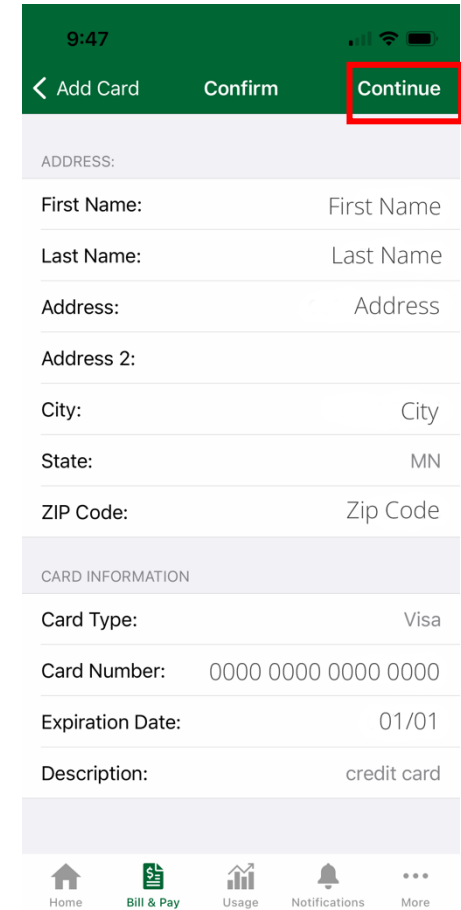 9:47
Add Card Confirm Continue
ADDRESS:
First Name: First Name
Last Name: Last Name
Address: Address
Address 2:
City: City
State: MN
ZIP Code: Zip Code
CARD INFORMATION
Card Type: Visa
Card Number: 0000 0000 0000 0000
Expiration Date: 01/01
Description: credit card
Home Bill & Pay Usage Notifications More